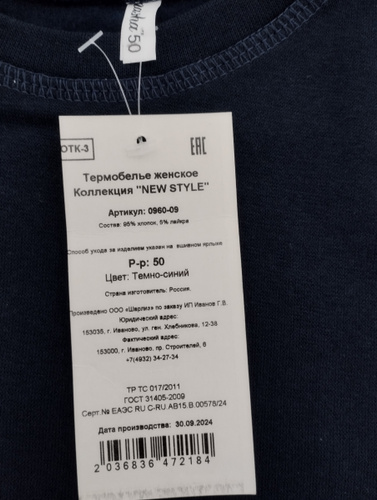 50
ОТК-3
ЕАС
Термобелье женское
Коллекция "NEW STYLE"
Артикул: 0960-09
Состав: 95% хлопок, 5% лайкра
Способ ухода за изделием указан на вшивном ярлыке
Р-р: 50
Цвет: Темно-синий
Страна изготовитель: Россия.
Произведено ООО «Шерлиз» по заказу ИП Иванов Г.В.
Юридический адрес:
153035, г. Иваново, ул. ген. Хлебникова, 12-38
Фактический адрес:
153000, г. Иваново, пр. Строителей, 6
+7(4932) 34-27-34
ТР ТС 017/2011
ГОСТ 31405-2009
Серт.№ ЕАЭС RU C-RU.АВ15.В.00578/24
Дата производства: 30.09.2024
2 036836 472184